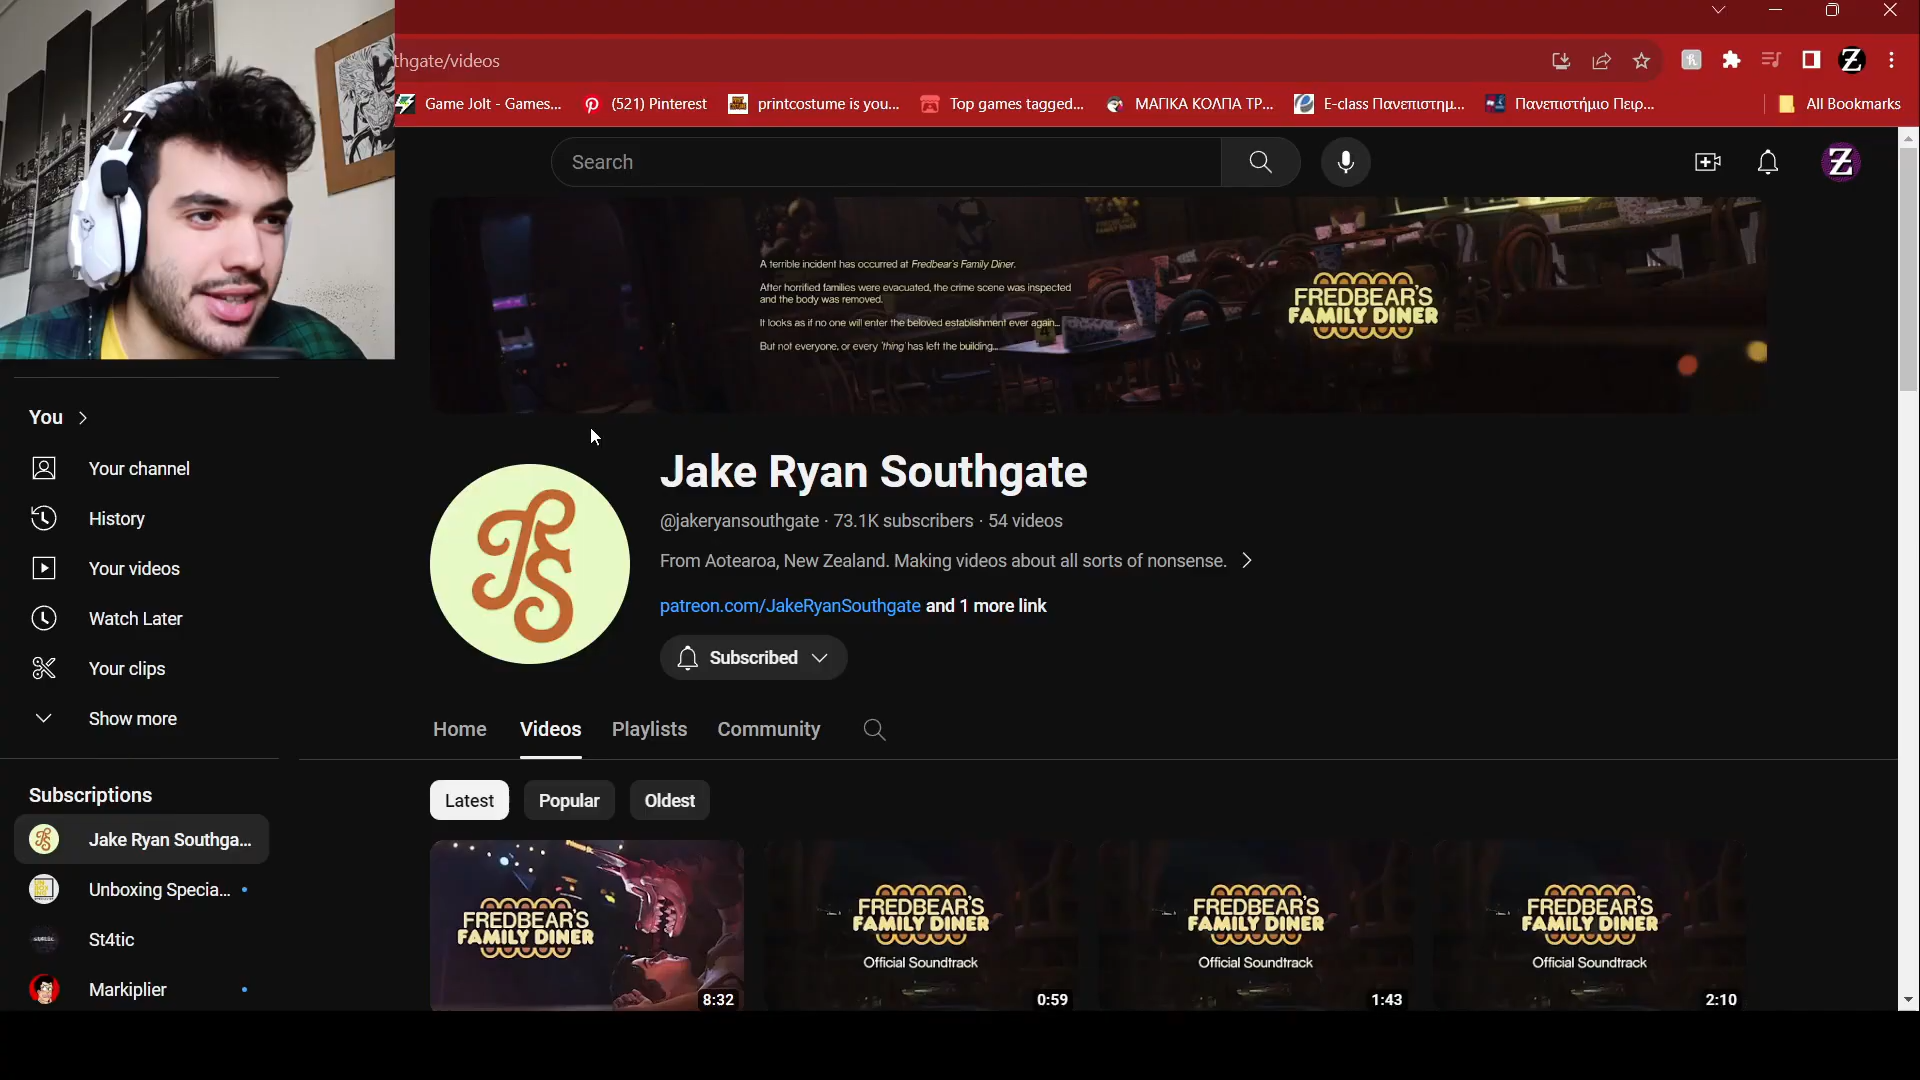 thgate/videos
Game Jolt - Games...
(521) Pinterest
printcostume is you...
Top games tagged...
ΜΑΓΙΚΑ ΚΟΛΠΑ ΤΡ...
E-class Πανεπιστημ...
Πανεπιστήμιο Πειρ...
All Bookmarks
Search
A terrible incident has occurred at Fredbear's Family Diner.
After horrified families were evacuated, the crime scene was inspected
and the body was removed.
It looks as if no one will enter the beloved establishment ever again...
But not everyone, or every 'thing' has left the building...
FREDBEAR'S
FAMILY DINER
You
Your channel
History
Your videos
Watch Later
Your clips
Show more
Subscriptions
Jake Ryan Southga...
Unboxing Specia...
St4tic
Markiplier
JRS
Jake Ryan Southgate
@jakeryansouthgate · 73.1K subscribers · 54 videos
From Aotearoa, New Zealand. Making videos about all sorts of nonsense.
patreon.com/JakeRyanSouthgate and 1 more link
Subscribed
Home
Videos
Playlists
Community
Latest
Popular
Oldest
FREDBEAR'S
FAMILY DINER
8:32
FREDBEAR'S
FAMILY DINER
Official Soundtrack
0:59
FREDBEAR'S
FAMILY DINER
Official Soundtrack
1:43
FREDBEAR'S
FAMILY DINER
Official Soundtrack
2:10